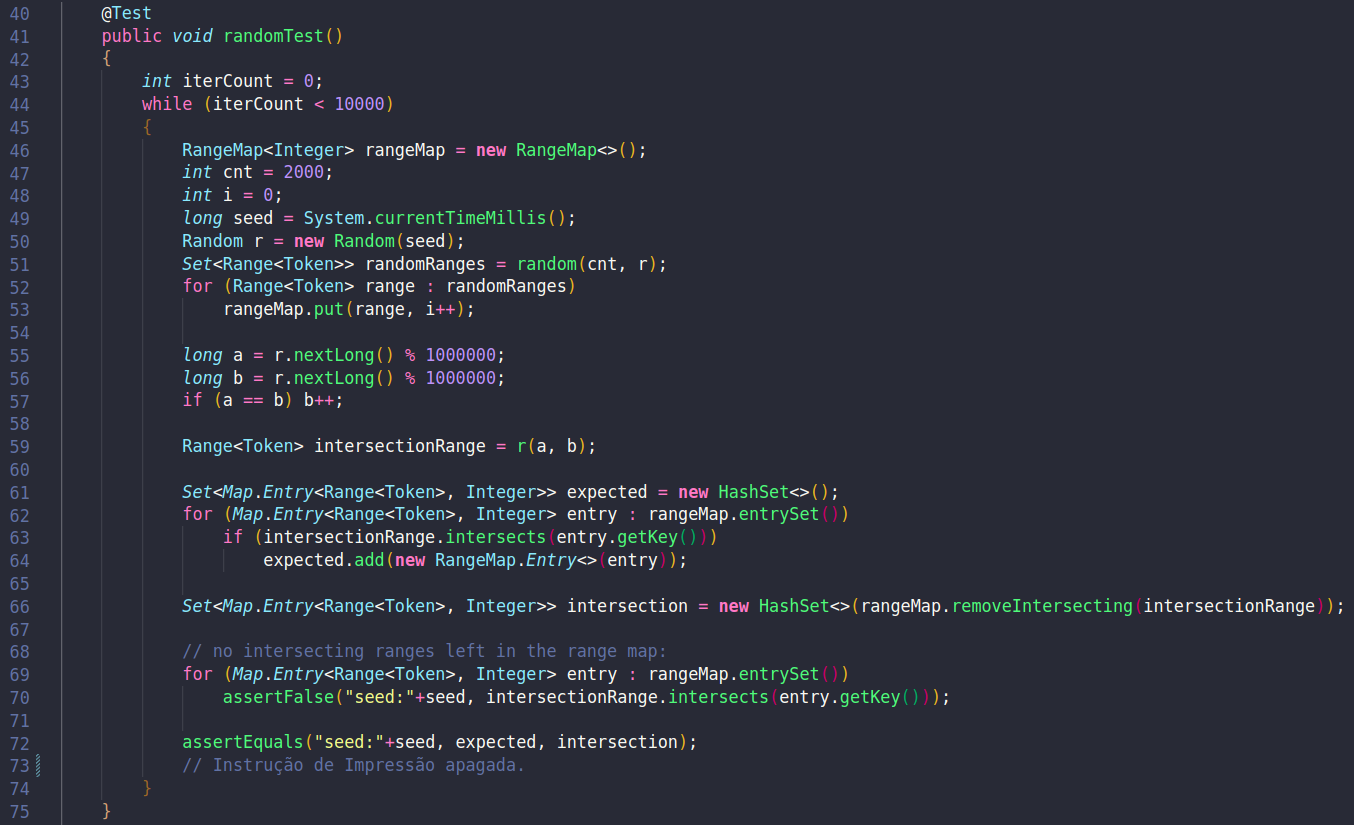 40 @Test
41 public void randomTest()
42 {
43 int iterCount = 0;
44 while (iterCount < 10000)
45 {
46 RangeMap<Integer> rangeMap = new RangeMap<>();
47 int cnt = 2000;
48 int i = 0;
49 long seed = System.currentTimeMillis();
50 Random r = new Random(seed);
51 Set<Range<Token>> randomRanges = random(cnt, r);
52 for (Range<Token> range : randomRanges)
53 rangeMap.put(range, i++);
54
55 long a = r.nextLong() % 1000000;
56 long b = r.nextLong() % 1000000;
57 if (a == b) b++;
58
59 Range<Token> intersectionRange = r(a, b);
60
61 Set<Map.Entry<Range<Token>, Integer>> expected = new HashSet<>();
62 for (Map.Entry<Range<Token>, Integer> entry : rangeMap.entrySet())
63 if (intersectionRange.intersects(entry.getKey()))
64 expected.add(new RangeMap.Entry<>(entry));
65
66 Set<Map.Entry<Range<Token>, Integer>> intersection = new HashSet<>(rangeMap.removeIntersecting(intersectionRange));
67
68 // no intersecting ranges left in the range map:
69 for (Map.Entry<Range<Token>, Integer> entry : rangeMap.entrySet())
70 assertFalse("seed:"+seed, intersectionRange.intersects(entry.getKey()));
71
72 assertEquals("seed:"+seed, expected, intersection);
73 // Instrução de Impressão apagada.
74 }
75 }